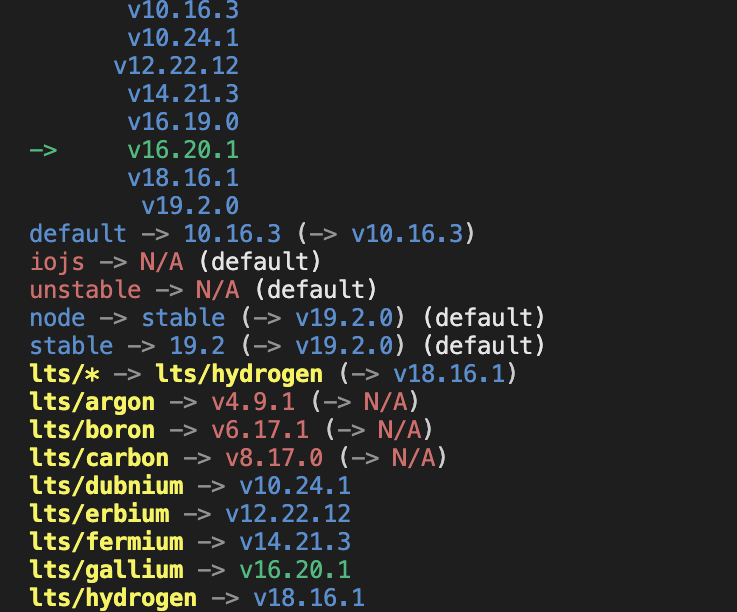 v10.16.3
v10.24.1
v12.22.12
v14.21.3
v16.19.0
-> v16.20.1
v18.16.1
v19.2.0
default -> 10.16.3 (-> v10.16.3)
iojs -> N/A (default)
unstable -> N/A (default)
node -> stable (-> v19.2.0) (default)
stable -> 19.2 (-> v19.2.0) (default)
lts/* -> lts/hydrogen (-> v18.16.1)
lts/argon -> v4.9.1 (-> N/A)
lts/boron -> v6.17.1 (-> N/A)
lts/carbon -> v8.17.0 (-> N/A)
lts/dubnium -> v10.24.1
lts/erbium -> v12.22.12
lts/fermium -> v14.21.3
lts/gallium -> v16.20.1
lts/hydrogen -> v18.16.1